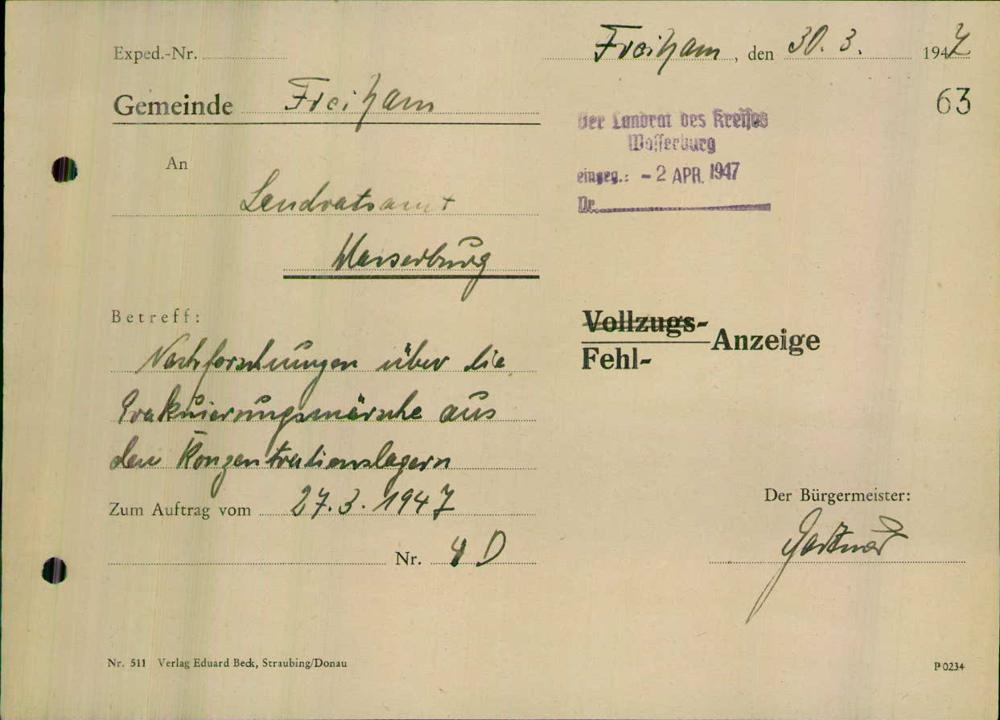 Exped.-Nr.
Freiham, den 30. 3. 1947
Gemeinde Freiham
63
Der Landrat des Kreises
Wasserburg
eingeg.: - 2 APR. 1947
Nr.
An
Landratsamt
Wasserburg
Betreff:
Nachforschungen über die
Evakuierungsmärsche aus
den Konzentrationslagern
Zum Auftrag vom 27.3.1947
Nr. 4 D
Vollzugs-
Fehl- Anzeige
Der Bürgermeister:
Nr. 511 Verlag Eduard Beck, Straubing/Donau
P 0234